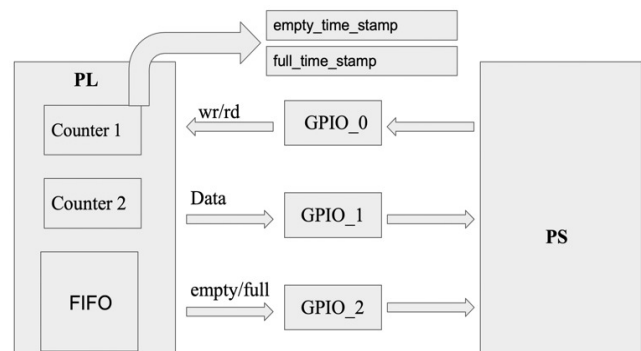 empty_time_stamp
full_time_stamp
PL
Counter 1
wr/rd
GPIO_0
Counter 2
Data
GPIO_1
PS
FIFO
empty/full
GPIO_2